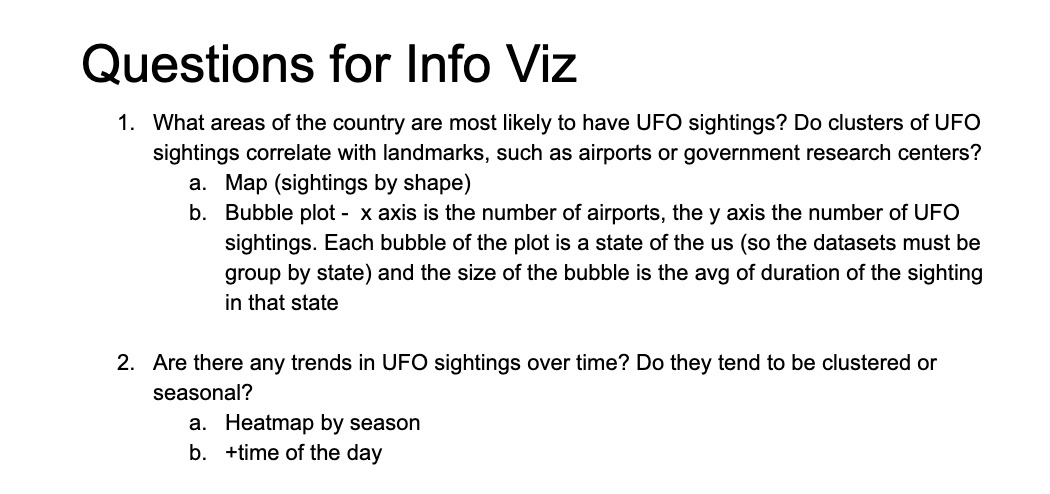 Questions for Info Viz
1. What areas of the country are most likely to have UFO sightings? Do clusters of UFO
sightings correlate with landmarks, such as airports or government research centers?
a. Map (sightings by shape)
b. Bubble plot - x axis is the number of airports, the y axis the number of UFO
sightings. Each bubble of the plot is a state of the us (so the datasets must be
group by state) and the size of the bubble is the avg of duration of the sighting
in that state
2. Are there any trends in UFO sightings over time? Do they tend to be clustered or
seasonal?
a. Heatmap by season
b. +time of the day